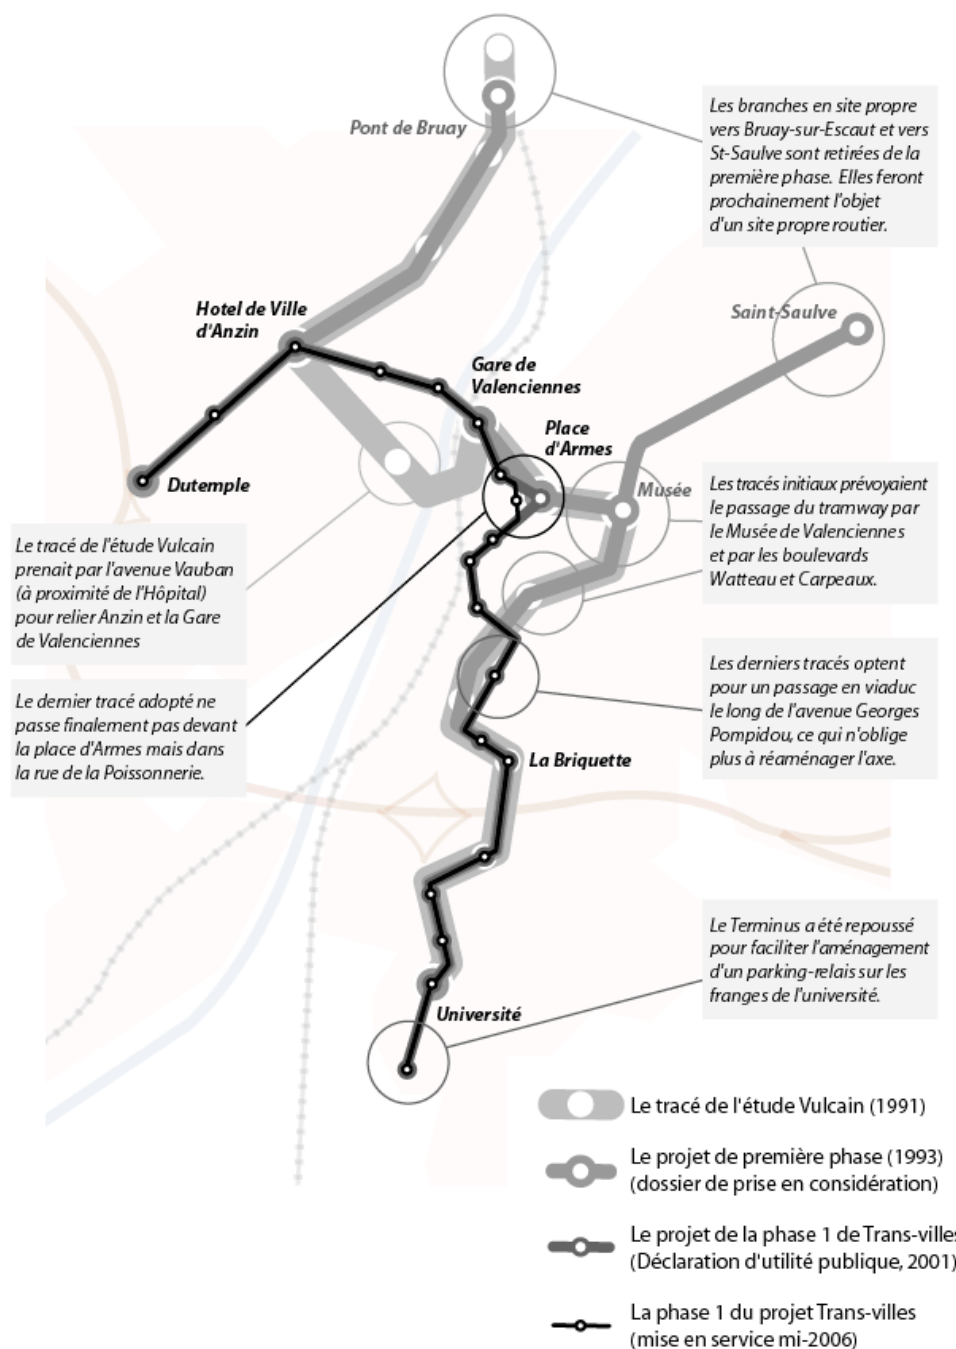 Pont de Bruay
Les branches en site propre
vers Bruay-sur-Escaut et vers
St-Saulve sont retirées de la
première phase. Elles feront
prochainement l'objet
d'un site propre routier.
Hotel de Ville
d'Anzin
Saint-Saulve
Gare de
Valenciennes
Place
d'Armes
Dutemple
Musée
Les tracés initiaux prévoyaient
le passage du tramway par
le Musée de Valenciennes
et par les boulevards
Watteau et Carpeaux.
Le tracé de l'étude Vulcain
prenait par l'avenue Vauban
(à proximité de l'Hôpital)
pour relier Anzin et la Gare
de Valenciennes
Les derniers tracés optent
pour un passage en viaduc
le long de l'avenue Georges
Pompidou, ce qui n'oblige
plus à réaménager l'axe.
Le dernier tracé adopté ne
passe finalement pas devant
la place d'Armes mais dans
la rue de la Poissonnerie.
La Briquette
Le Terminus a été repoussé
pour faciliter l'aménagement
d'un parking-relais sur les
franges de l'université.
Université
Le tracé de l'étude Vulcain (1991)
Le projet de première phase (1993)
(dossier de prise en considération)
Le projet de la phase 1 de Trans-villes
(Déclaration d'utilité publique, 2001)
La phase 1 du projet Trans-villes
(mise en service mi-2006)